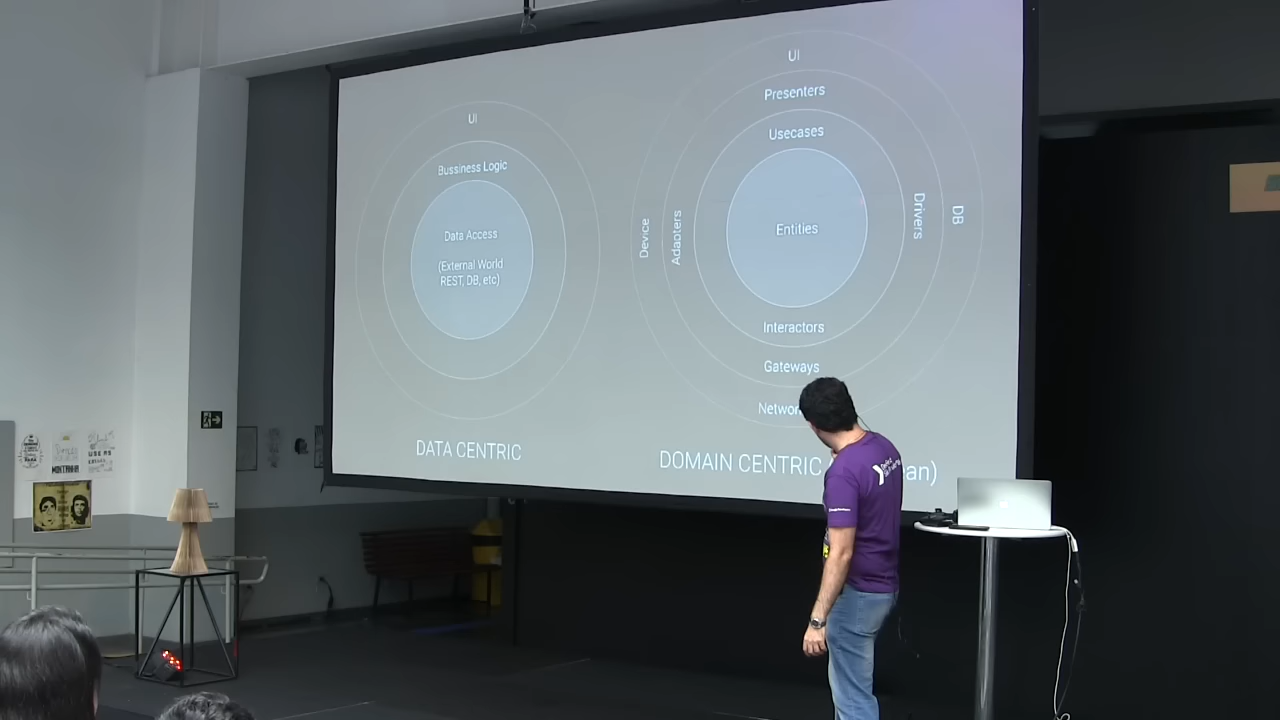 UI
Bussiness Logic
Data Access
(External World
REST, DB, etc)
DATA CENTRIC
UI
Presenters
Usecases
Device
Adapters
Entities
Drivers
DB
Interactors
Gateways
DOMAIN CENTRIC
MONTANHA